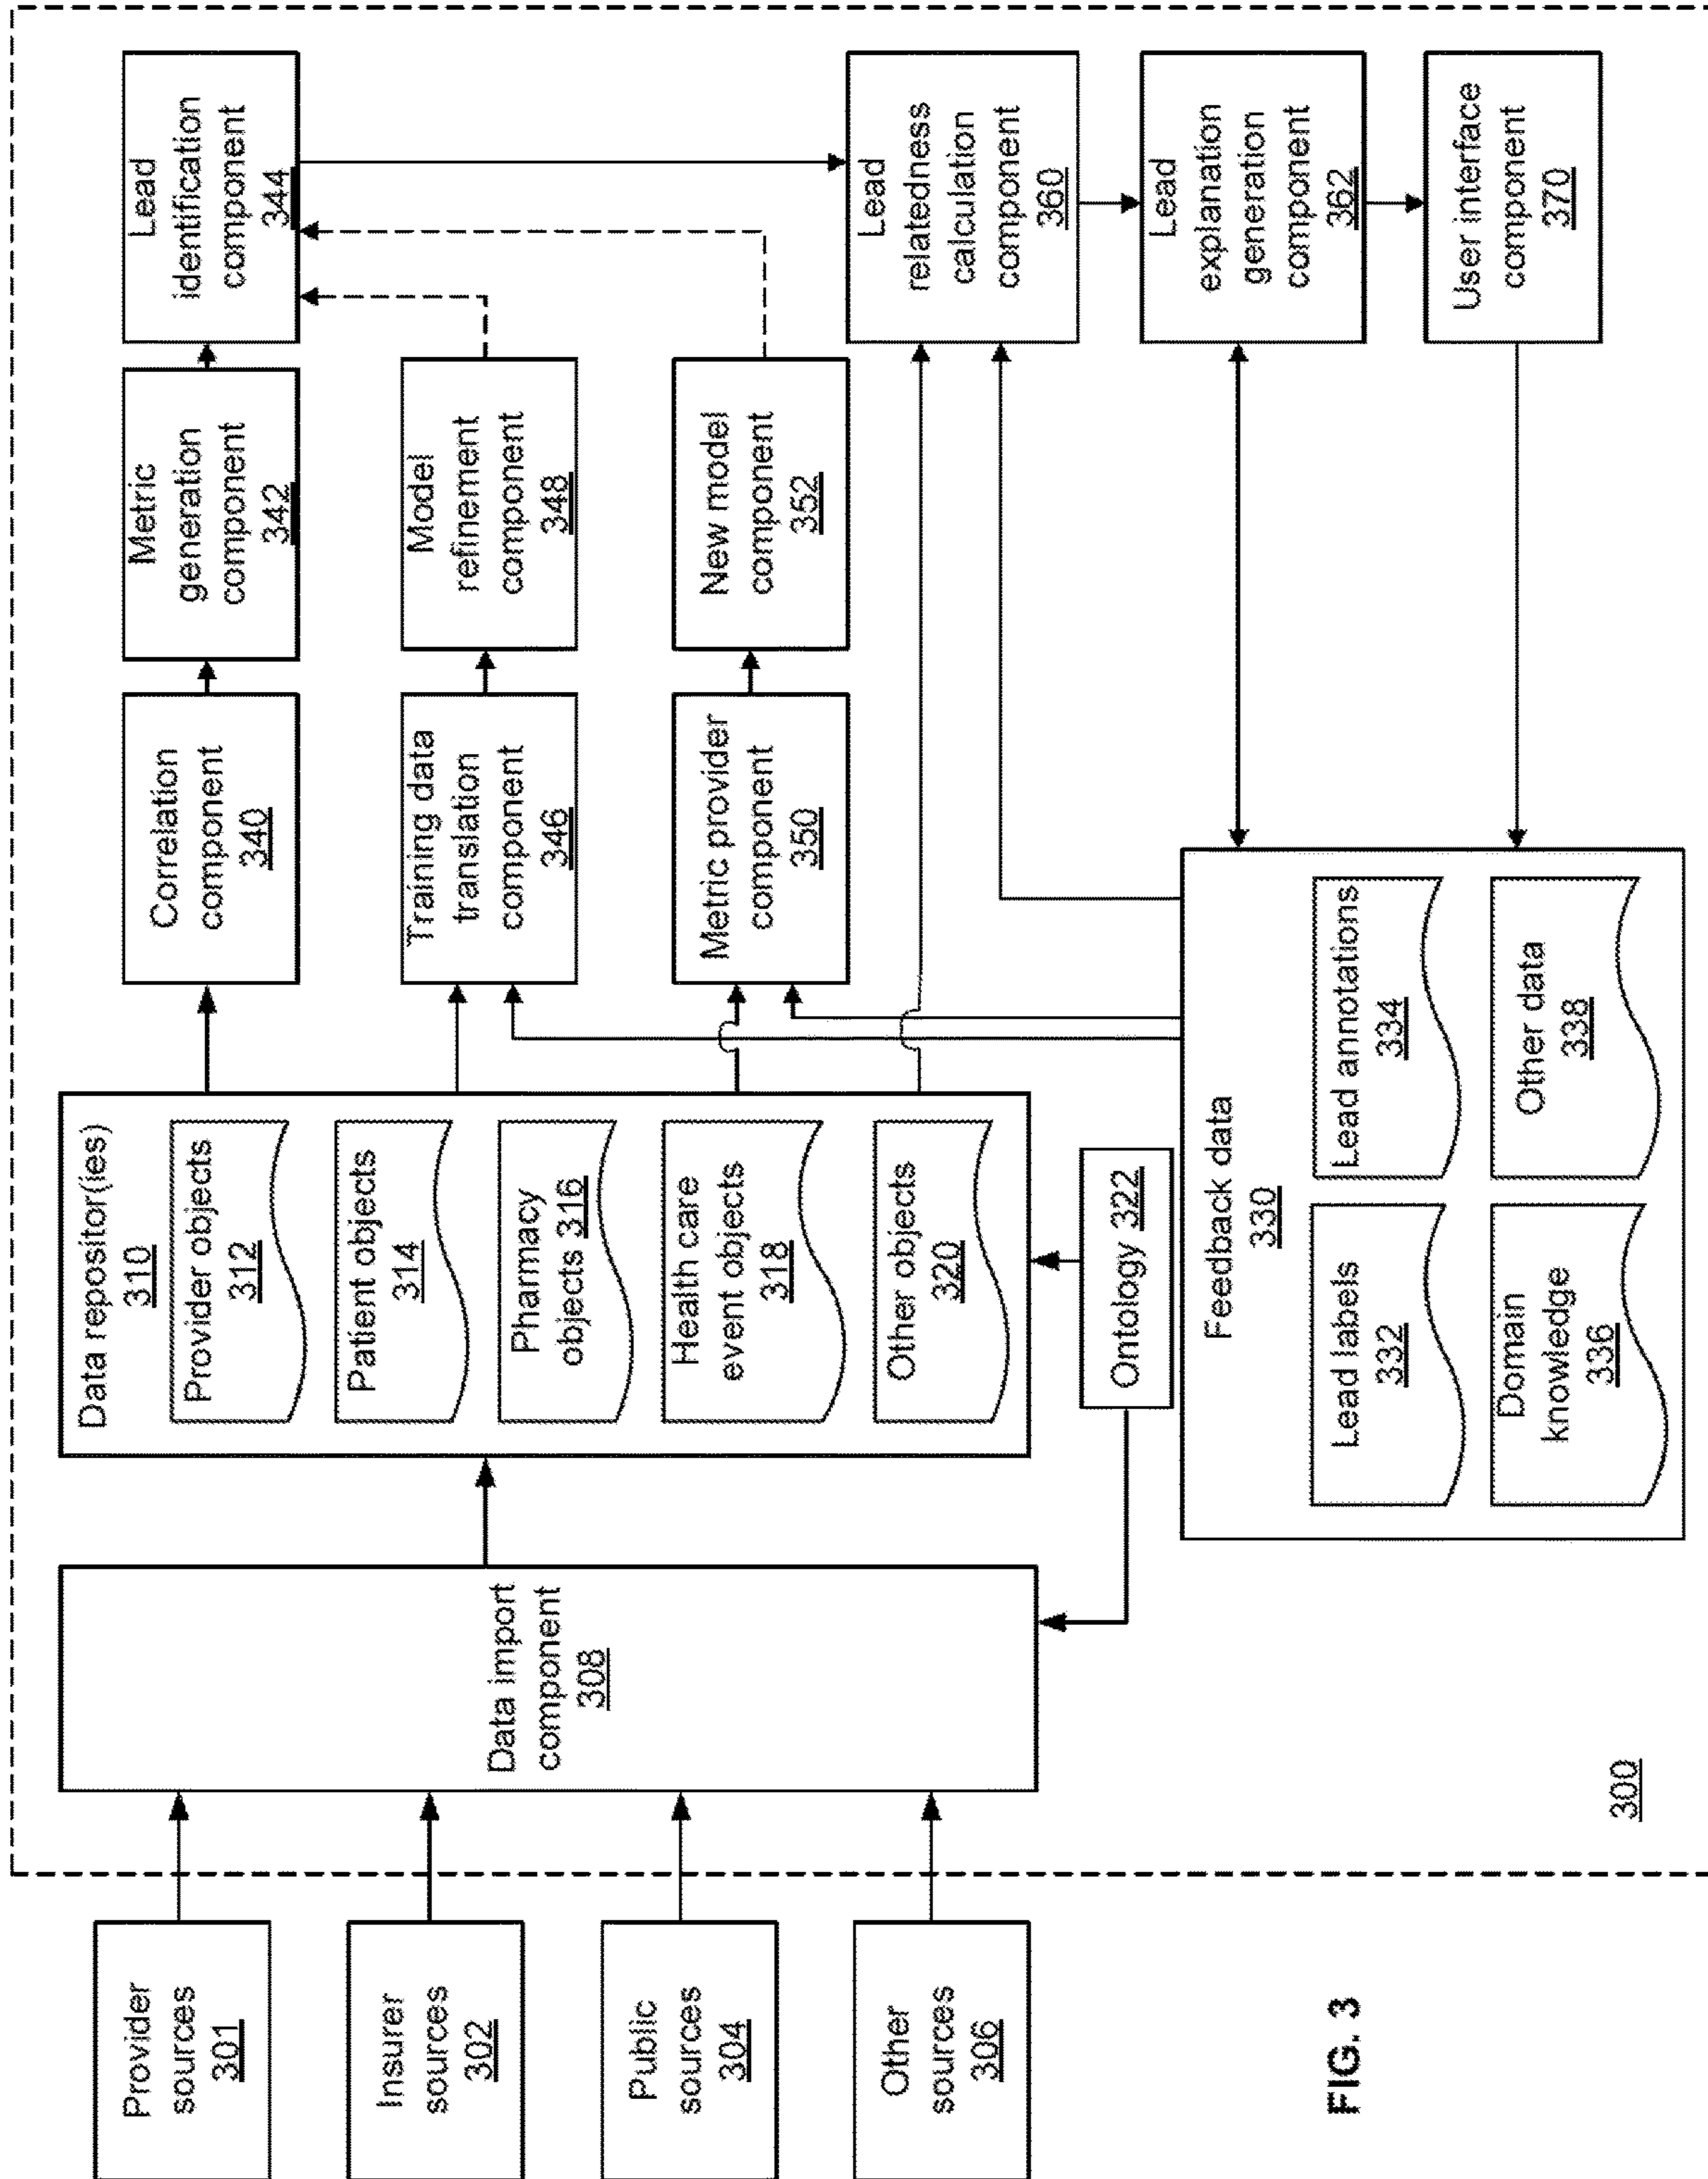 Provider
sources
301
Insurer
sources
302
Public
sources
304
Other
sources
306
Data import
component
308
Data repositor(ies)
310
Provider objects
312
Patient objects
314
Pharmacy
objects 316
Health care
event objects
318
Other objects
320
Ontology 322
Feedback data
330
Lead labels
332
Lead annotations
334
Domain
knowledge
336
Other data
338
Correlation
component
340
Metric
generation
component
342
Lead
identification
component
344
Training data
translation
component
346
Model
refinement
component
348
Metric provider
component
350
New model
component
352
Lead
relatedness
calculation
component
360
Lead
explanation
generation
component
362
User interface
component
370
300
FIG. 3